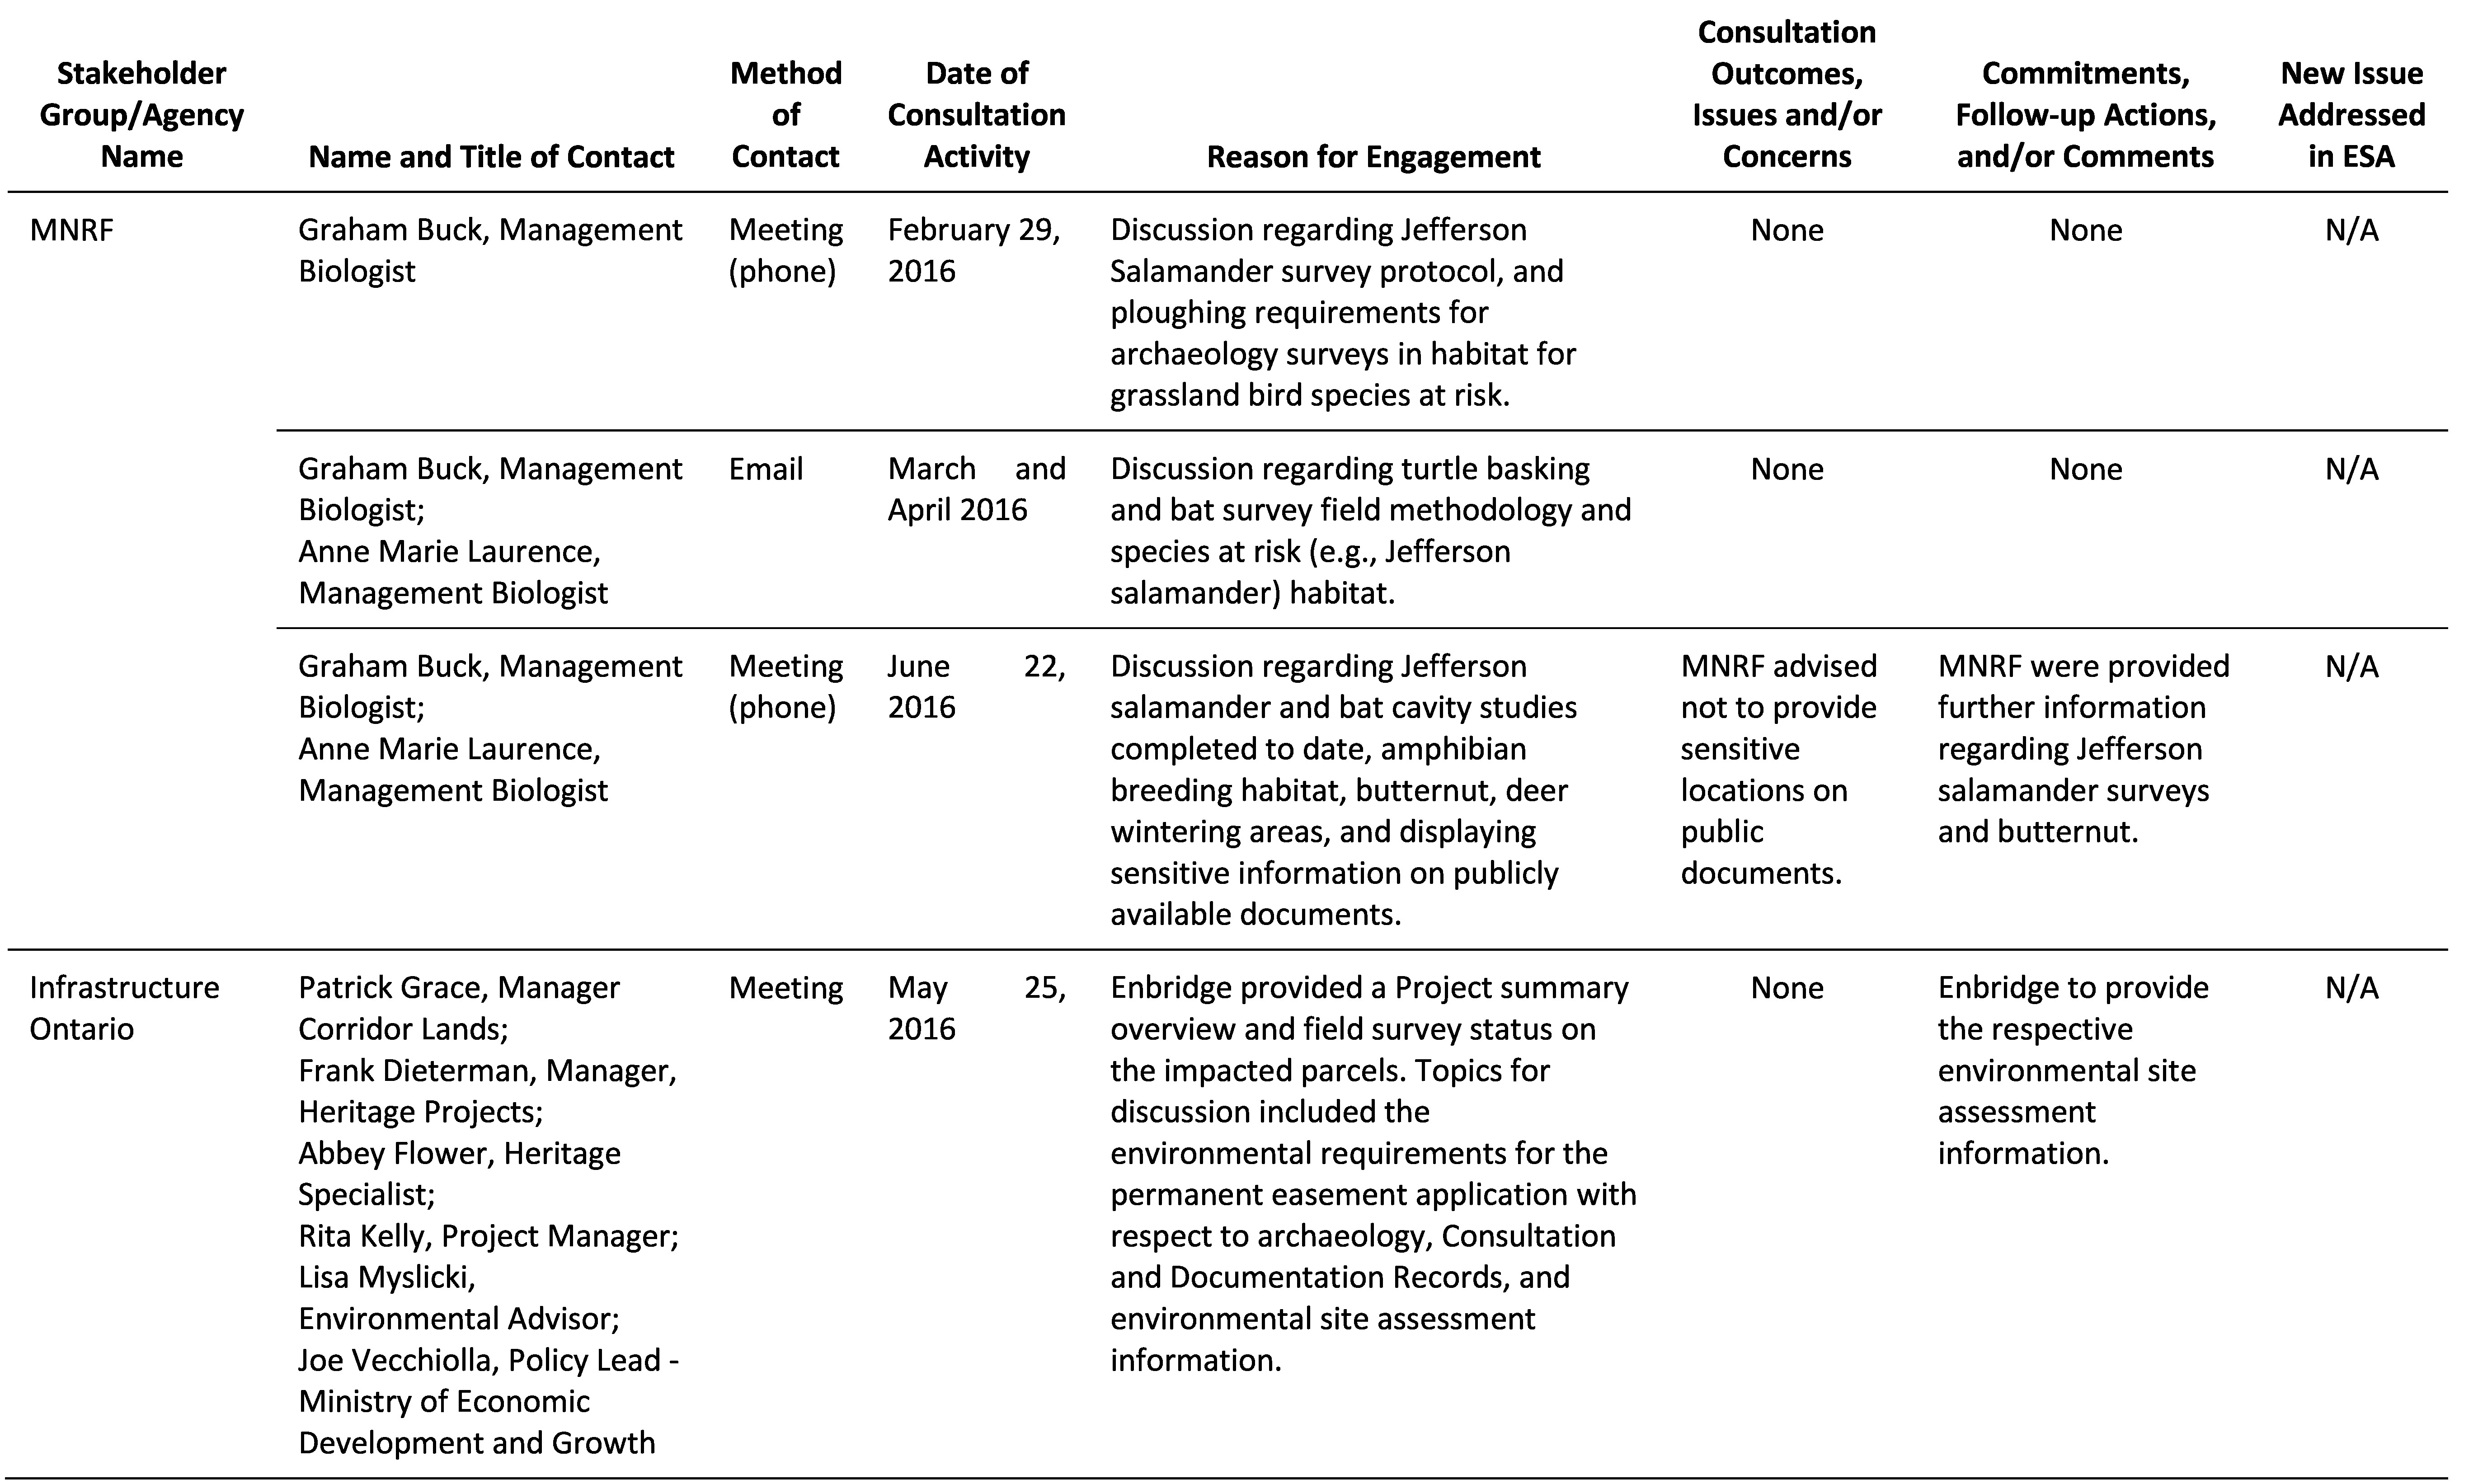 Stakeholder
Group/Agency
Name
Name and Title of Contact
Method
of
Contact
Date of
Consultation
Activity
Reason for Engagement
Consultation
Outcomes,
Issues and/or
Concerns
Commitments,
Follow-up Actions,
and/or Comments
New Issue
Addressed
in ESA
MNRF
Graham Buck, Management
Biologist
Meeting
(phone)
February 29,
2016
Discussion regarding Jefferson
Salamander survey protocol, and
ploughing requirements for
archaeology surveys in habitat for
grassland bird species at risk.
None
None
N/A
Graham Buck, Management
Biologist;
Anne Marie Laurence,
Management Biologist
Email
March and
April 2016
Discussion regarding turtle basking
and bat survey field methodology and
species at risk (e.g., Jefferson
salamander) habitat.
None
None
N/A
Graham Buck, Management
Biologist;
Anne Marie Laurence,
Management Biologist
Meeting
(phone)
June 22,
2016
Discussion regarding Jefferson
salamander and bat cavity studies
completed to date, amphibian
breeding habitat, butternut, deer
wintering areas, and displaying
sensitive information on publicly
available documents.
MNRF advised
not to provide
sensitive
locations on
public
documents.
MNRF were provided
further information
regarding Jefferson
salamander surveys
and butternut.
N/A
Infrastructure
Ontario
Patrick Grace, Manager
Corridor Lands;
Frank Dieterman, Manager,
Heritage Projects;
Abbey Flower, Heritage
Specialist;
Rita Kelly, Project Manager;
Lisa Myslicki,
Environmental Advisor;
Joe Vecchiolla, Policy Lead -
Ministry of Economic
Development and Growth
Meeting
May 25,
2016
Enbridge provided a Project summary
overview and field survey status on
the impacted parcels. Topics for
discussion included the
environmental requirements for the
permanent easement application with
respect to archaeology, Consultation
and Documentation Records, and
environmental site assessment
information.
None
Enbridge to provide
the respective
environmental site
assessment
information.
N/A